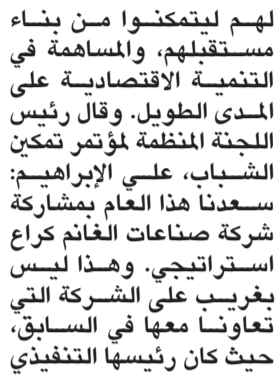 لهم ليتمكنوا من بناء
مستقبلهم، والمساهمة في
التنمية الاقتصادية على
المدى الطويل. وقال رئيس
اللجنة المنظمة لمؤتمر تمكين
الشباب، علي الإبراهيم:
سعدنا هذا العام بمشاركة
شركة صناعات الغانم كراع
استراتيجي. وهذا ليس
بغريب على الشركة التي
تعاونا معها في السابق،
حيث كان رئيسها التنفيذي